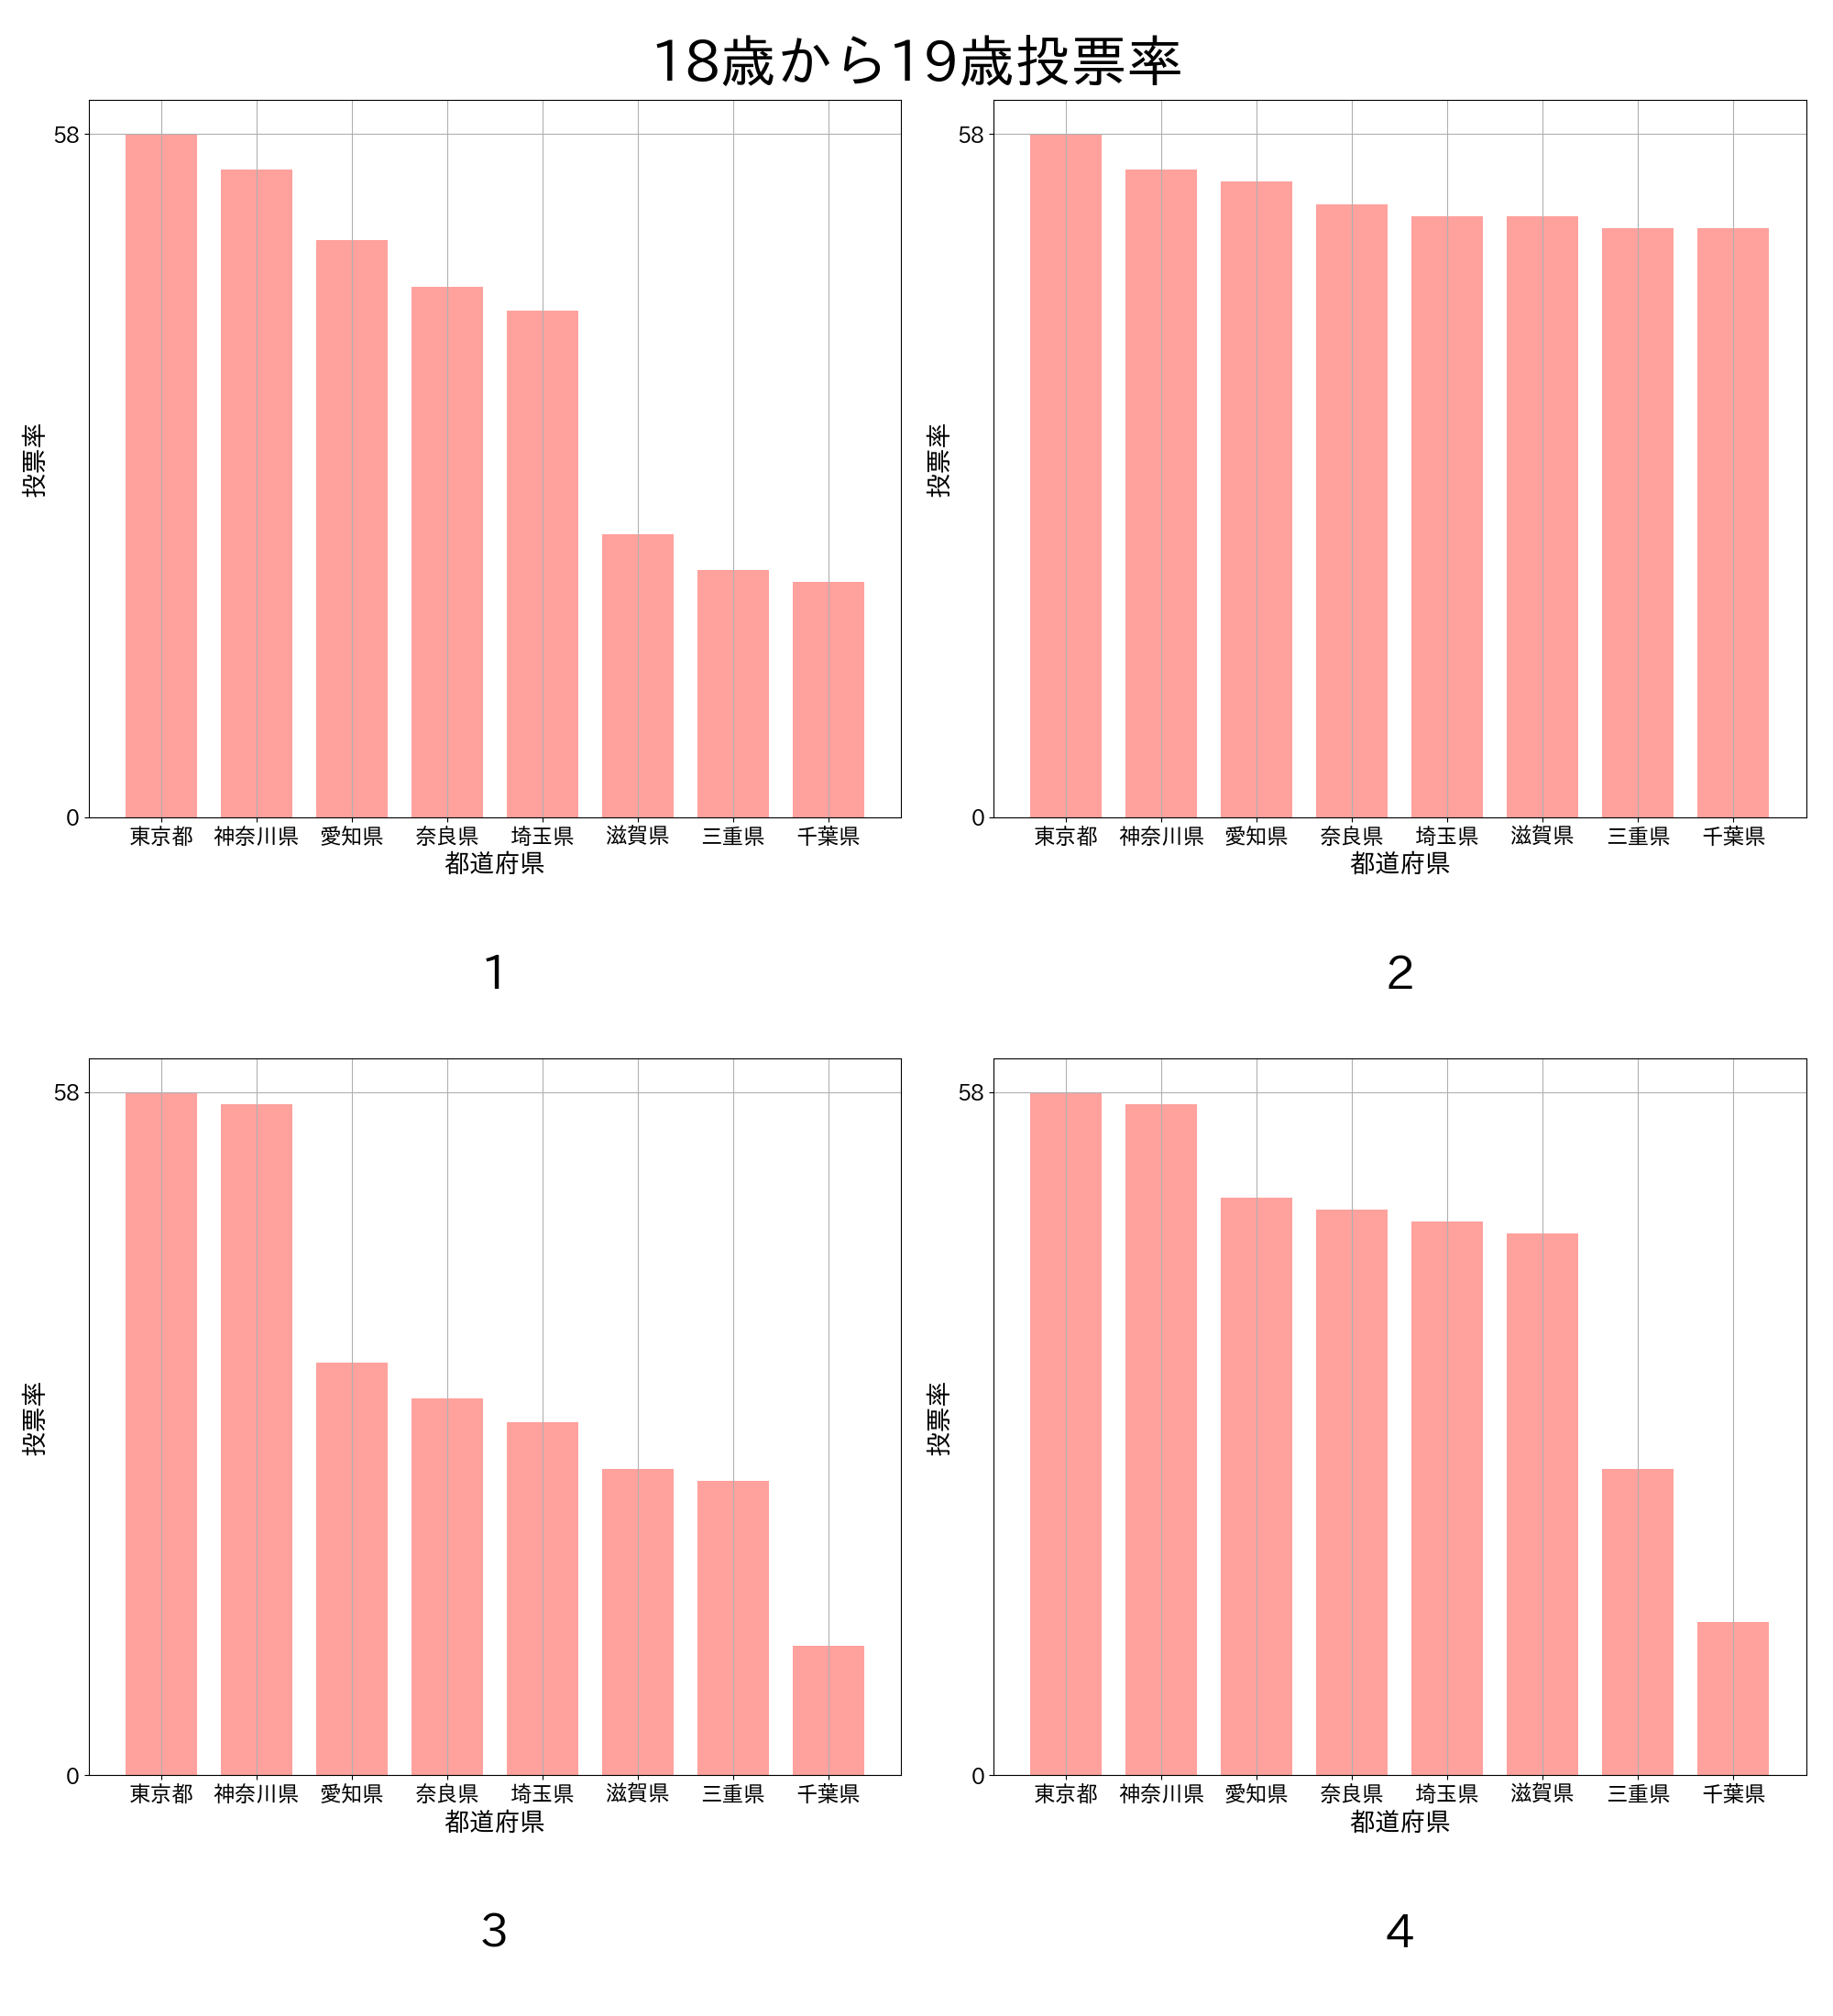 18歳から19歳投票率
58
投票率
0
東京都 神奈川県 愛知県 奈良県 埼玉県 滋賀県 三重県 千葉県
都道府県
1
58
投票率
0
東京都 神奈川県 愛知県 奈良県 埼玉県 滋賀県 三重県 千葉県
都道府県
2
58
投票率
0
東京都 神奈川県 愛知県 奈良県 埼玉県 滋賀県 三重県 千葉県
都道府県
3
58
投票率
0
東京都 神奈川県 愛知県 奈良県 埼玉県 滋賀県 三重県 千葉県
都道府県
4